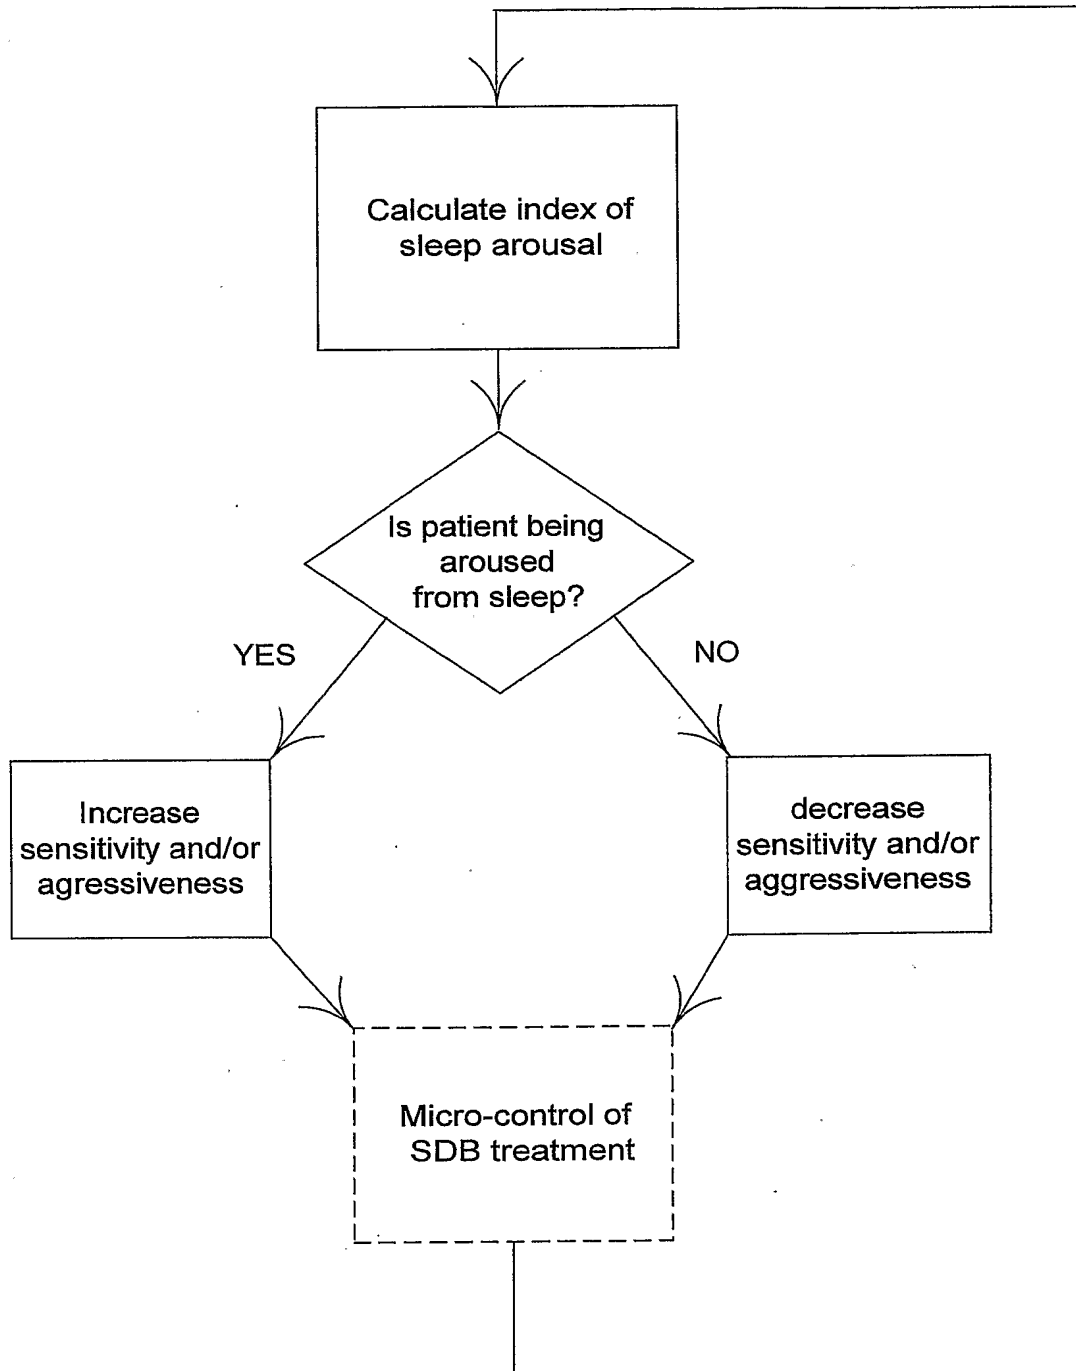 Calculate index of
sleep arousal
Is patient being
aroused
from sleep?
YES
NO
Increase
sensitivity and/or
agressiveness
decrease
sensitivity and/or
aggressiveness
Micro-control of
SDB treatment